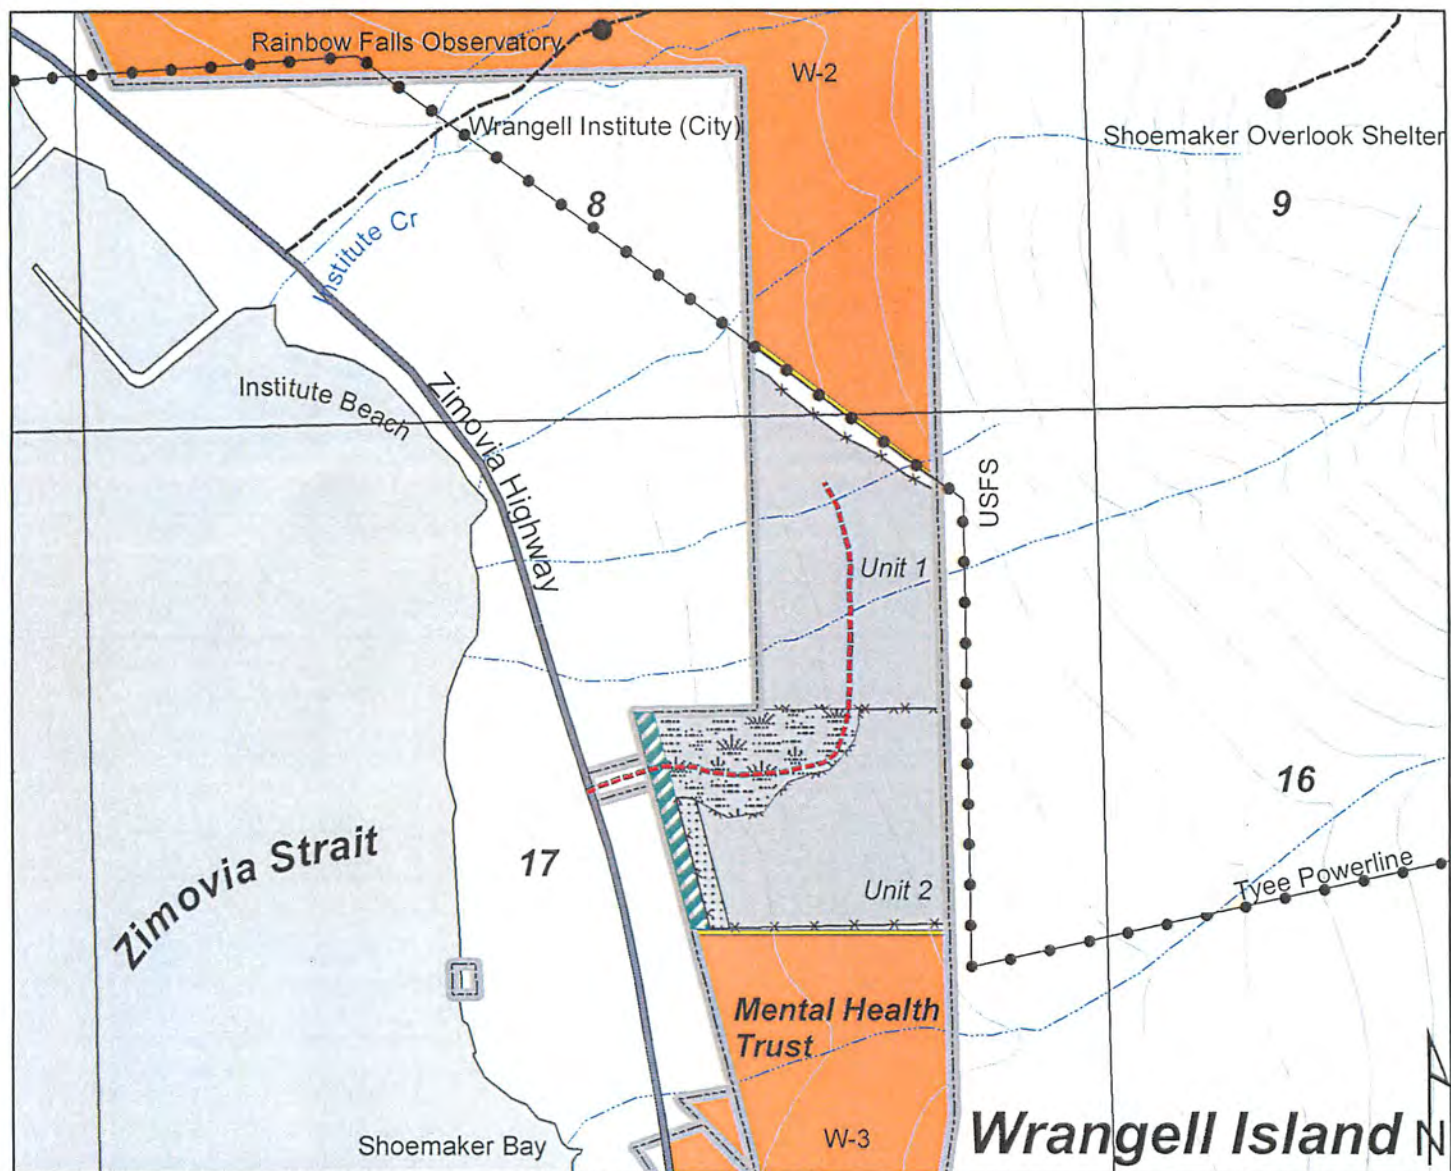 Rainbow Falls Observatory
W-2
Wrangell Institute (City)
Shoemaker Overlook Shelter
8
9
Institute Cr
Institute Beach
Zimovia Highway
USFS
Unit 1
16
17
Zimovia Strait
Unit 2
Tyee Powerline
Mental Health
Trust
W-3
Shoemaker Bay
Wrangell Island
N